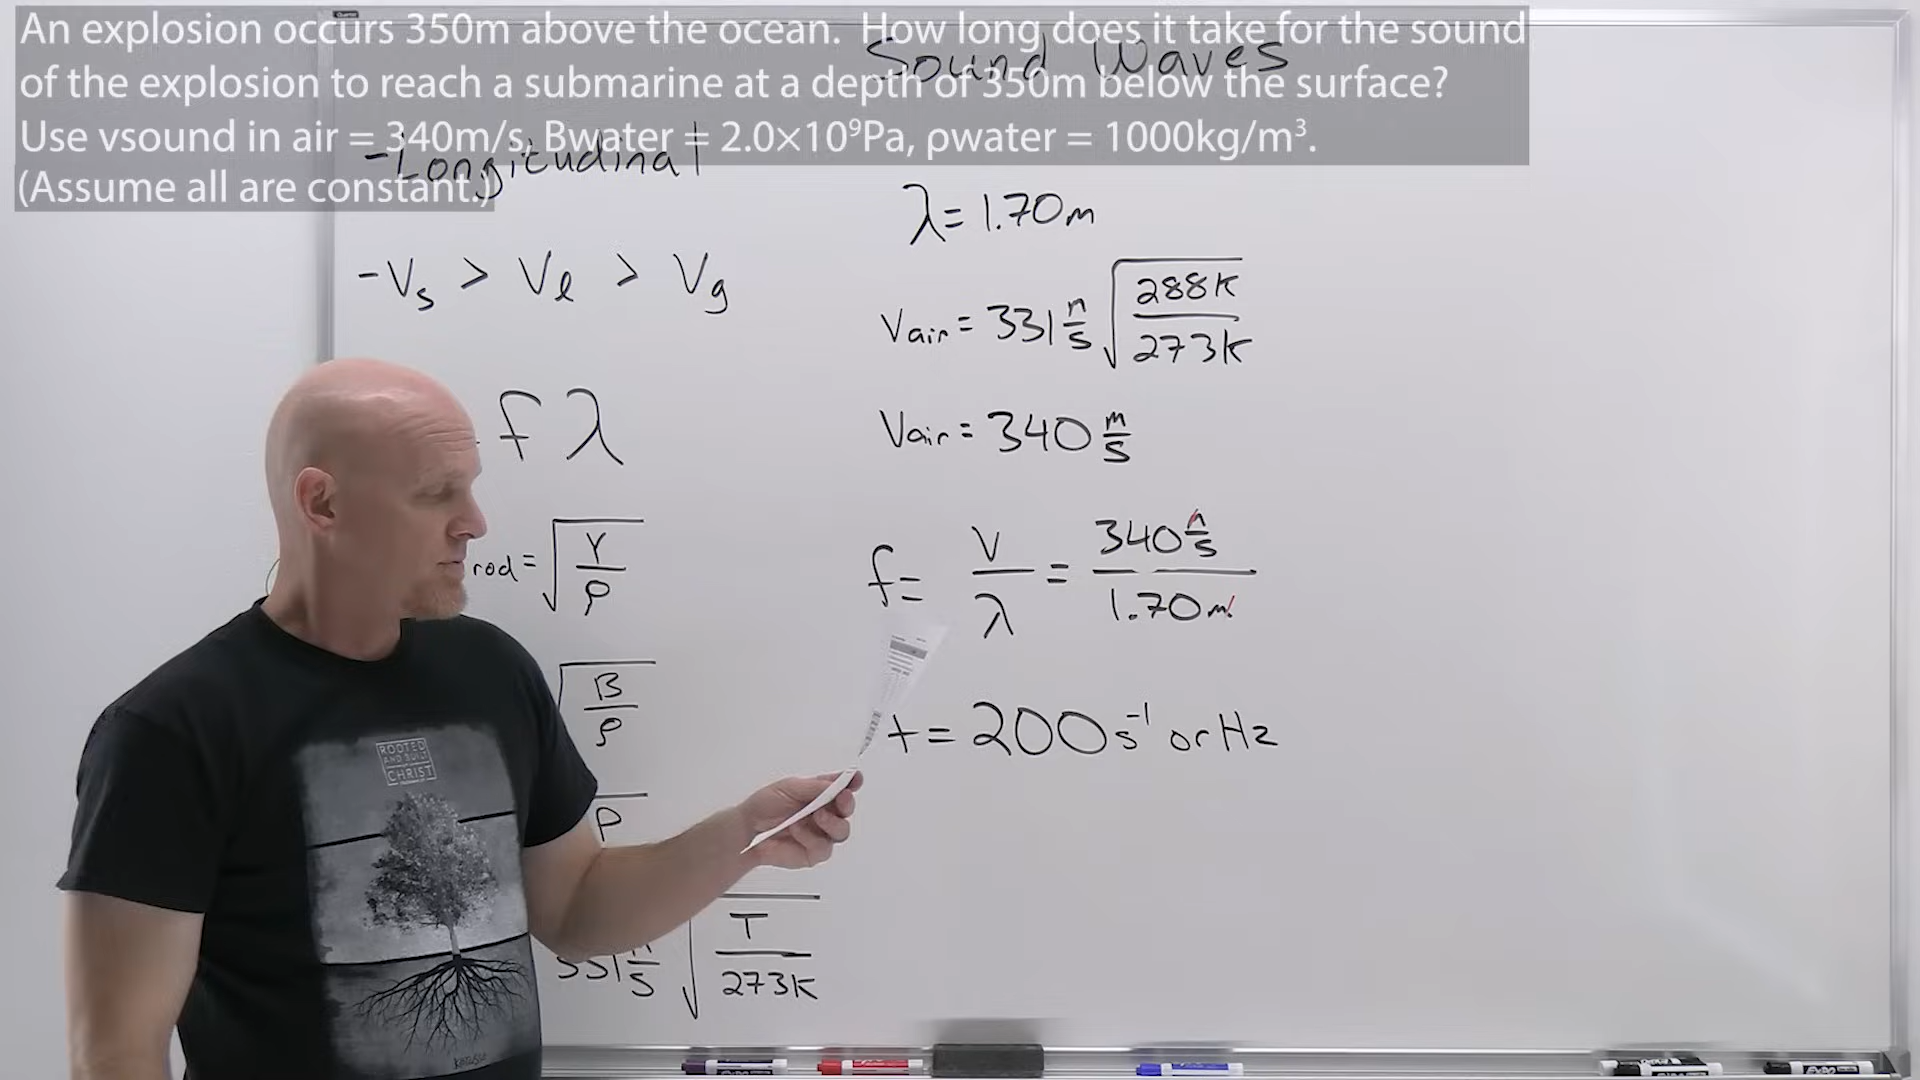 An explosion occurs 350m above the ocean. How long does it take for the sound
of the explosion to reach a submarine at a depth of 350m below the surface?
Use vsound in air = 340m/s, Bwater = 2.0×10⁹Pa, ρwater = 1000kg/m³.
(Assume all are constant.)
Sound Waves
-Longitudinal
-Vs > Vl > Vg
f λ
rod = √(Y/ρ)
√(B/ρ)
ρ
331 m/s √(T/273K)
λ = 1.70m
Vair = 331 m/s √(288K/273K)
Vair = 340 m/s
f = V/λ = 340 m/s / 1.70m
f = 200 s⁻¹ or Hz
ROOTED
AND BUILT
CHRIST